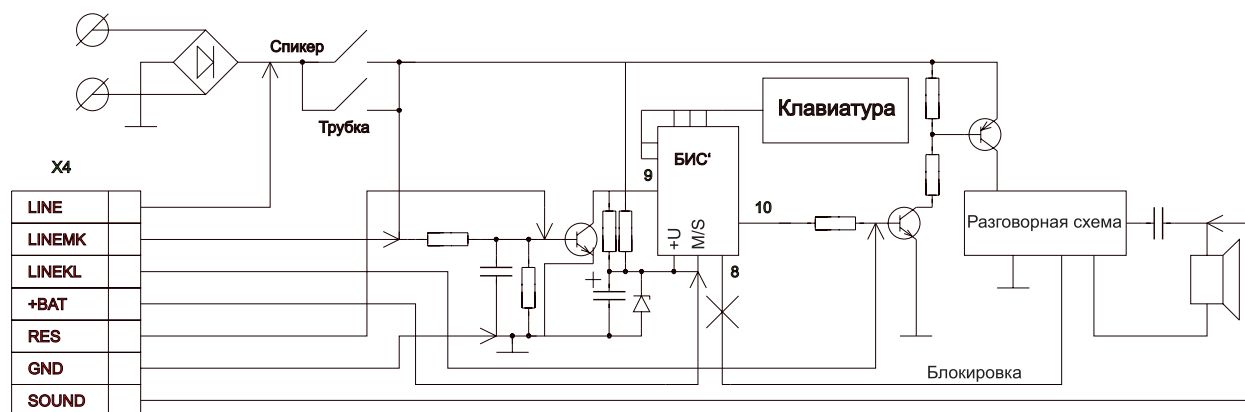 Спикер
Трубка
Клавиатура
БИС'
9
10
+U
M/S
8
+
X4
LINE
LINEMK
LINEKL
+BAT
RES
GND
SOUND
Разговорная схема
Блокировка